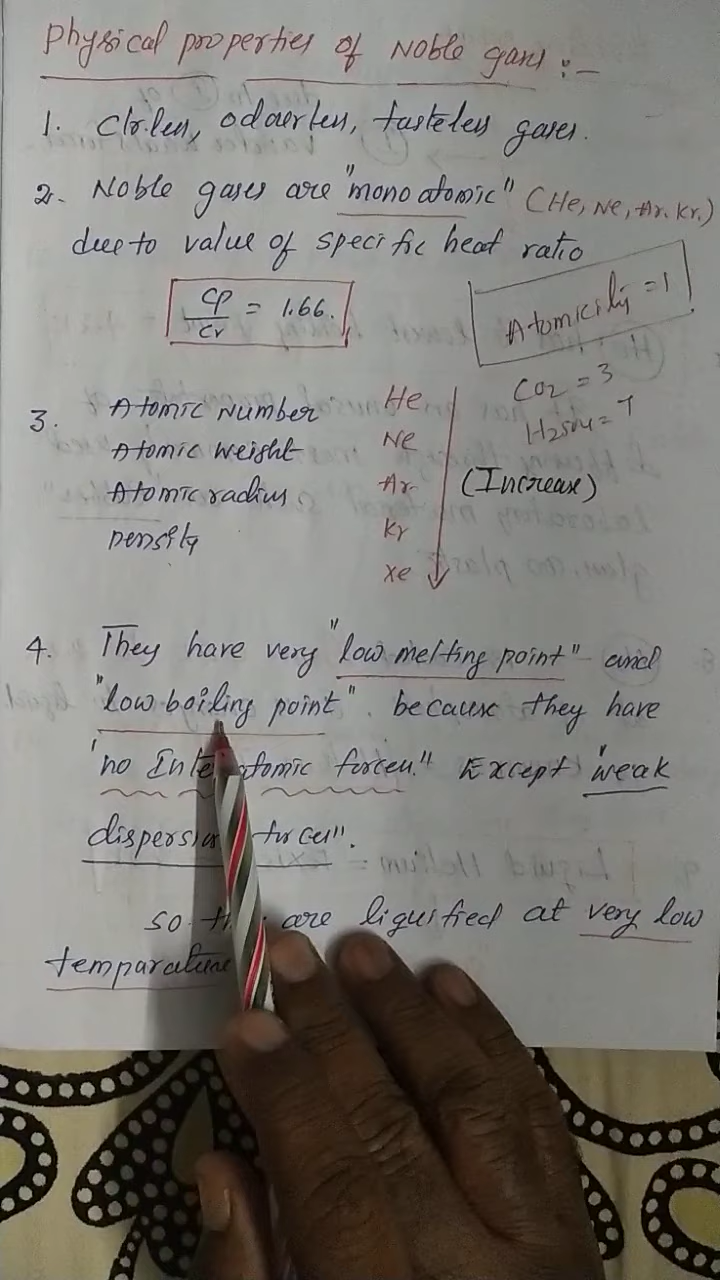 Physical properties of Noble gases :-
1. Clrless, odourless, tasteless gases.
2. Noble gases are "mono atomic" (He, Ne, Ar, Kr.)
due to value of specific heat ratio
Cp/Cv = 1.66.
Atomicity = 1
CO2 = 3
H2SO4 = 7
3. Atomic Number
Atomic weight
Atomic radius
Density
He
Ne
Ar
Kr
Xe
(Increase)
4. They have very "low melting point" and
"low boiling point". because they have
"no Inte atomic forces." Except "weak
dispersion forces".
so are liquified at very low
temparature